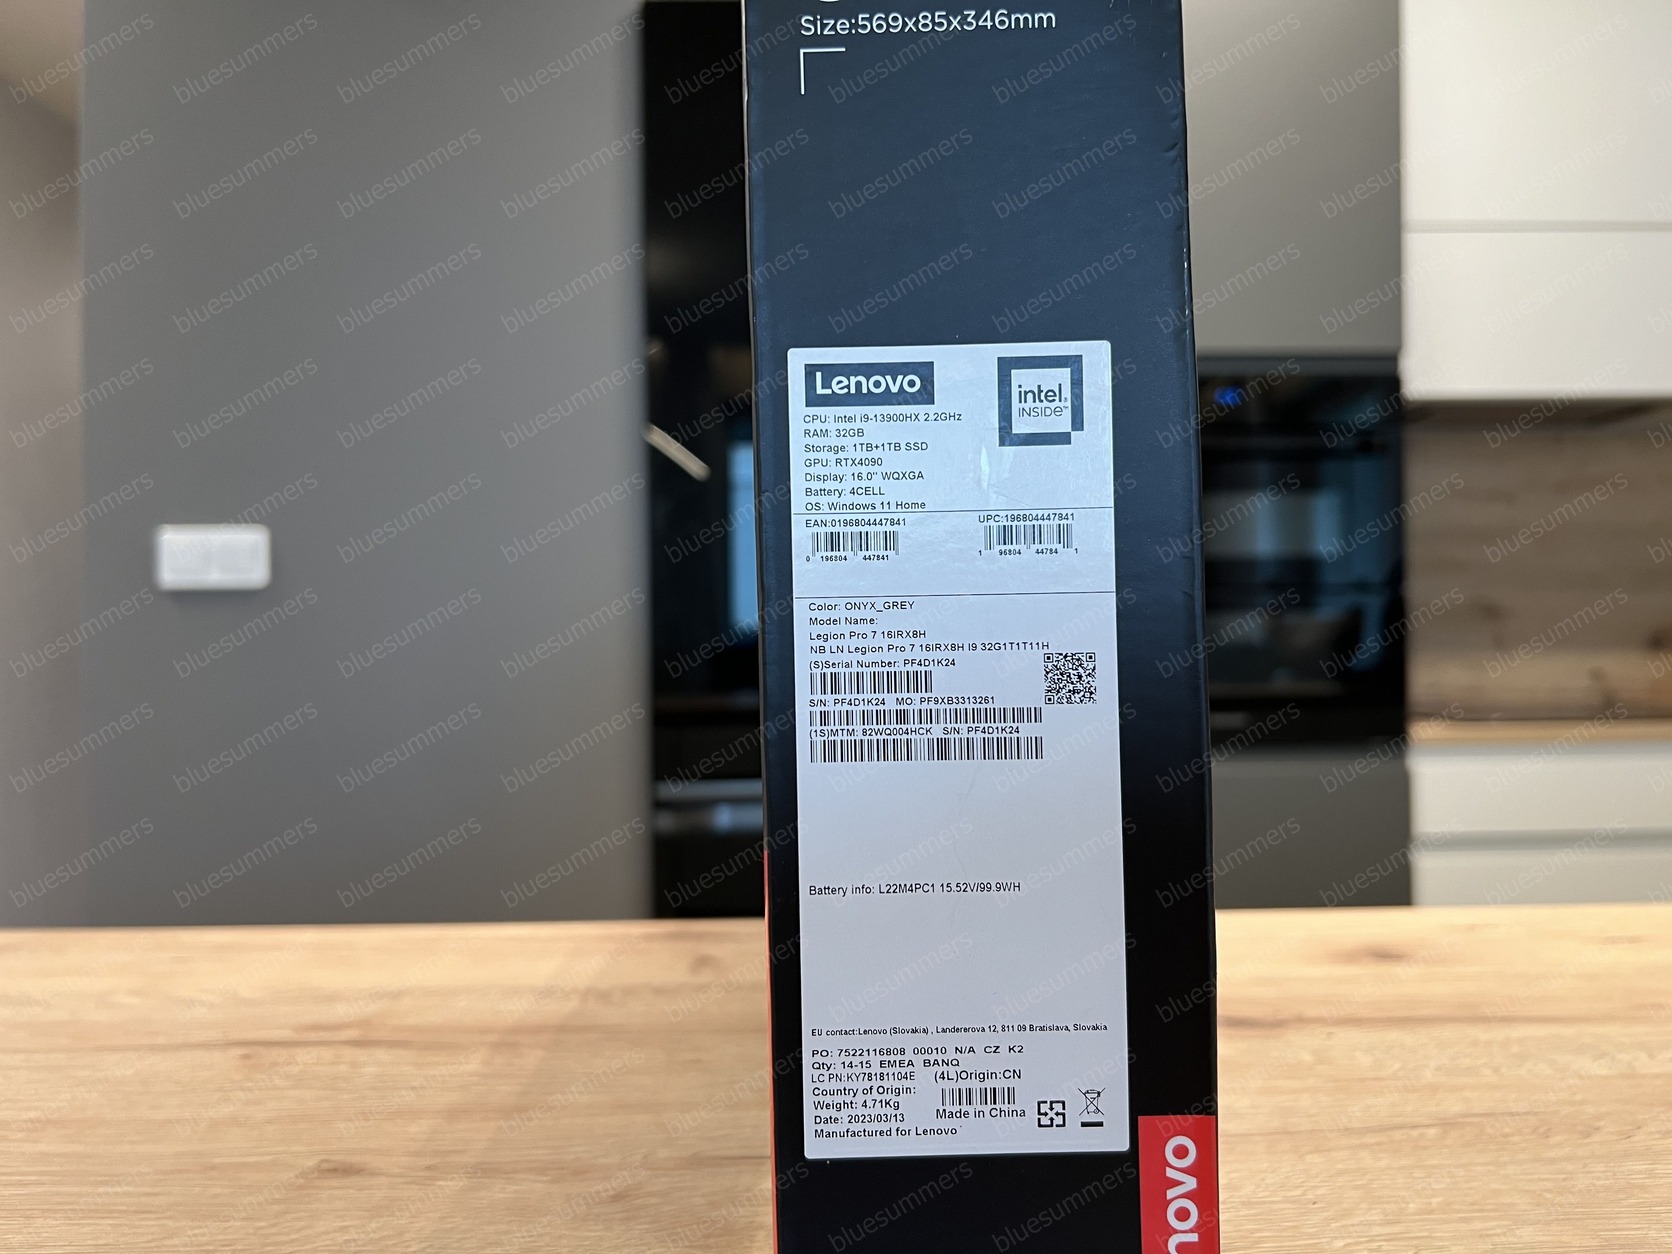 Size:569x85x346mm
Lenovo
intel.
INSIDE™
CPU: Intel i9-13900HX 2.2GHz
RAM: 32GB
Storage: 1TB+1TB SSD
GPU: RTX4090
Display: 16.0" WQXGA
Battery: 4CELL
OS: Windows 11 Home
EAN:0196804447841
UPC:196804447841
0 196804 447841
1 96804 44784 1
Color: ONYX_GREY
Model Name:
Legion Pro 7 16IRX8H
NB LN Legion Pro 7 16IRX8H I9 32G1T1T11H
(S)Serial Number: PF4D1K24
S/N: PF4D1K24 MO: PF9XB3313261
(1S)MTM: 82WQ004HCK S/N: PF4D1K24
Battery info: L22M4PC1 15.52V/99.9WH
EU contact:Lenovo (Slovakia) , Landererova 12, 811 09 Bratislava, Slovakia
PO: 7522116808 00010 N/A CZ K2
Qty: 14-15 EMEA BANQ
LC PN:KY78181104E (4L)Origin:CN
Country of Origin:
Weight: 4.71Kg
Made in China
Date: 2023/03/13
Manufactured for Lenovo
novo
bluesummers